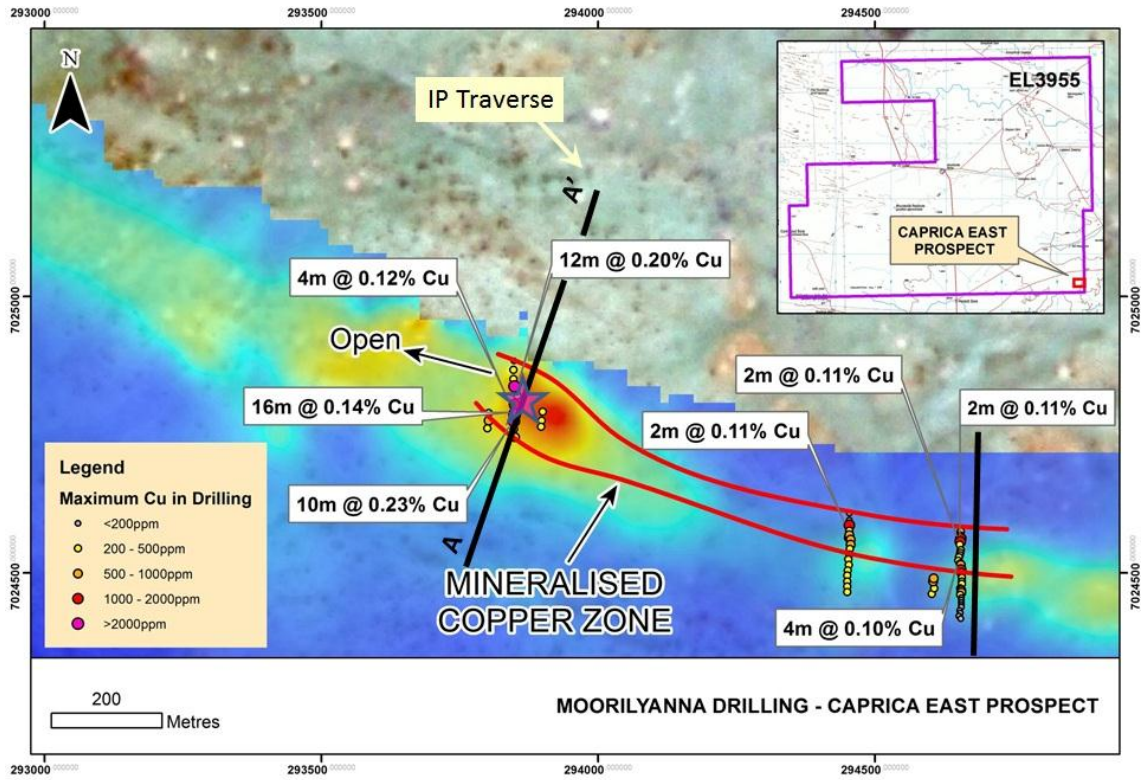 293000
293500
294000
294500
N
IP Traverse
EL3955
CAPRICA EAST
PROSPECT
A'
4m @ 0.12% Cu
12m @ 0.20% Cu
7025000
7025000
Open
2m @ 0.11% Cu
16m @ 0.14% Cu
2m @ 0.11% Cu
2m @ 0.11% Cu
Legend
Maximum Cu in Drilling
<200ppm
200 - 500ppm
500 - 1000ppm
1000 - 2000ppm
>2000ppm
10m @ 0.23% Cu
A
7024500
7024500
MINERALISED
COPPER ZONE
4m @ 0.10% Cu
200
Metres
MOORILYANNA DRILLING - CAPRICA EAST PROSPECT
293000
293500
294000
294500